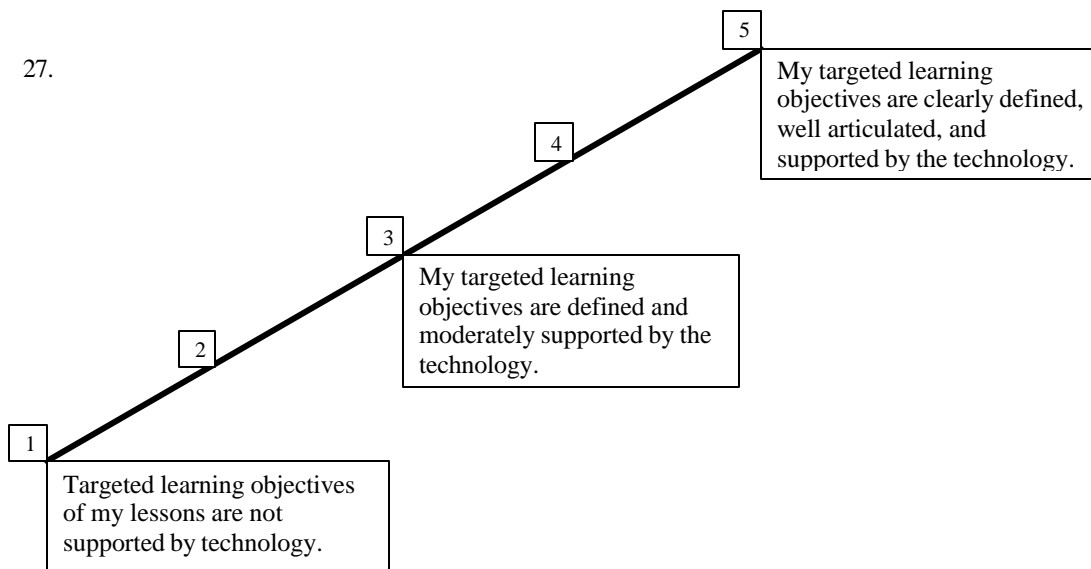 5
27.
My targeted learning
objectives are clearly defined,
well articulated, and
supported by the technology.
4
3
My targeted learning
objectives are defined and
moderately supported by the
technology.
2
1
Targeted learning objectives
of my lessons are not
supported by technology.